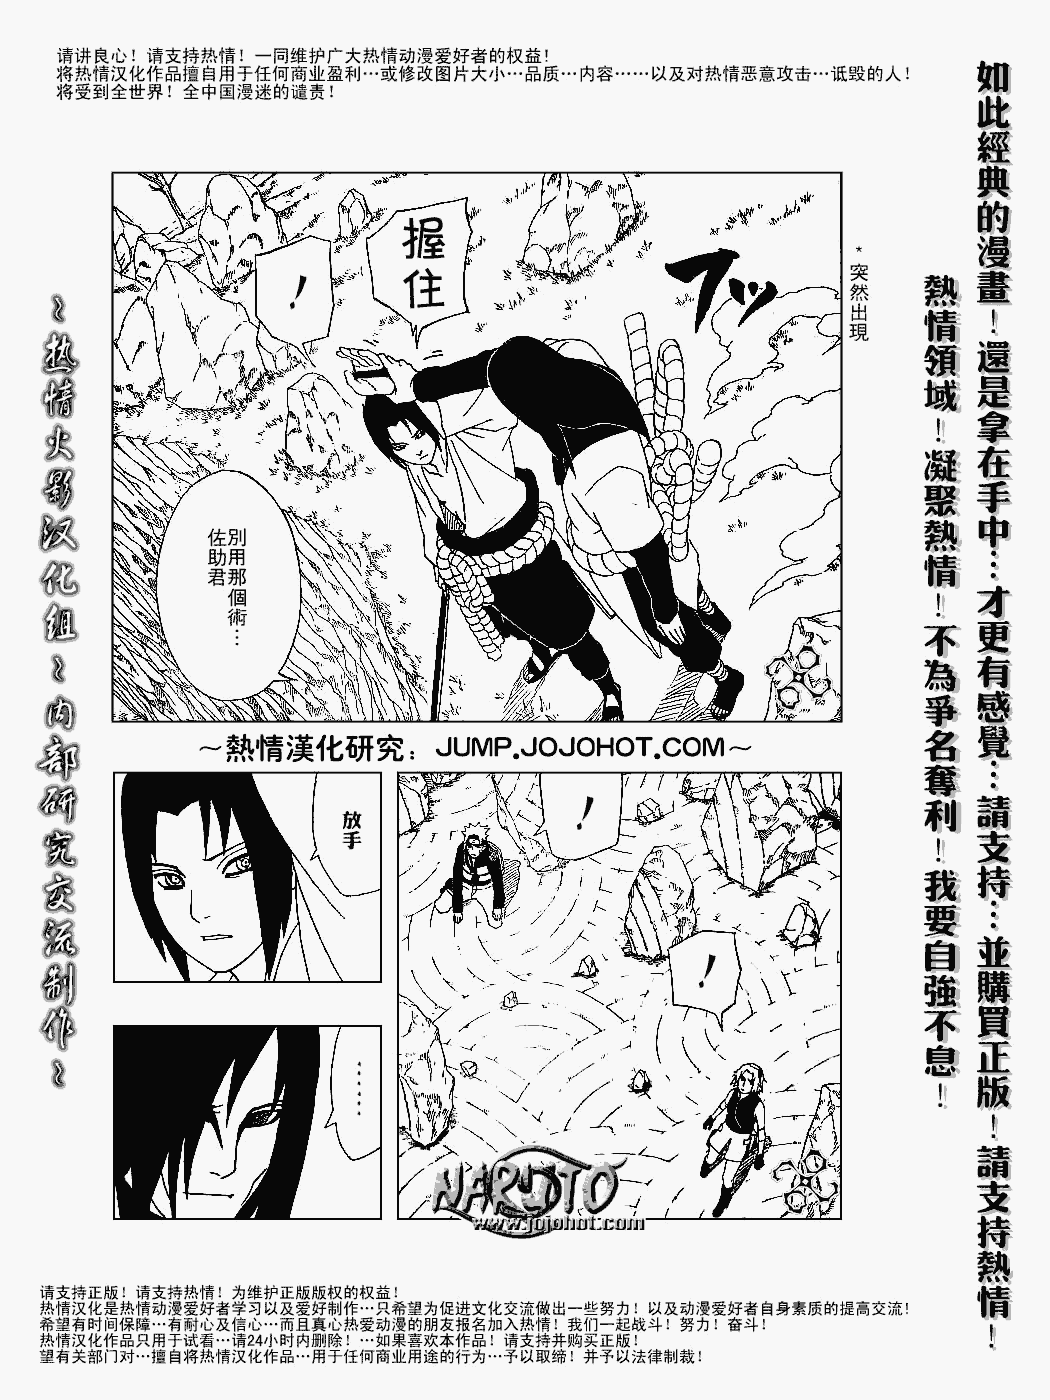 请讲良心！请支持热情！一同维护广大热情动漫爱好者的权益！
将热情汉化作品擅自用于任何商业盈利…或修改图片大小…品质…内容……以及对热情恶意攻击…诋毁的人！
将受到全世界！全中国漫迷的谴责！
如此經典的漫畫！還是拿在手中…才更有感覺…請支持…並購買正版！請支持熱情！
熱情領域！凝聚熱情！不為爭名奪利！我要自強不息！
～热情火影汉化组～内部研究交流制作～
*突然出現
フッ
握住
！
別用那個術…
佐助君
～熱情漢化研究：JUMP.JOJOHOT.COM～
！
！
放手
……
NARUTO
www.jojohot.com
请支持正版！请支持热情！为维护正版版权的权益！
热情汉化是热情动漫爱好者学习以及爱好制作…只希望为促进文化交流做出一些努力！以及动漫爱好者自身素质的提高交流！
希望有时间保障…有耐心及信心…而且真心热爱动漫的朋友报名加入热情！我们一起战斗！努力！奋斗！
热情汉化作品只用于试看…请24小时内删除！…如果喜欢本作品！请支持并购买正版！
望有关部门对…擅自将热情汉化作品…用于任何商业用途的行为…予以取缔！并予以法律制裁！